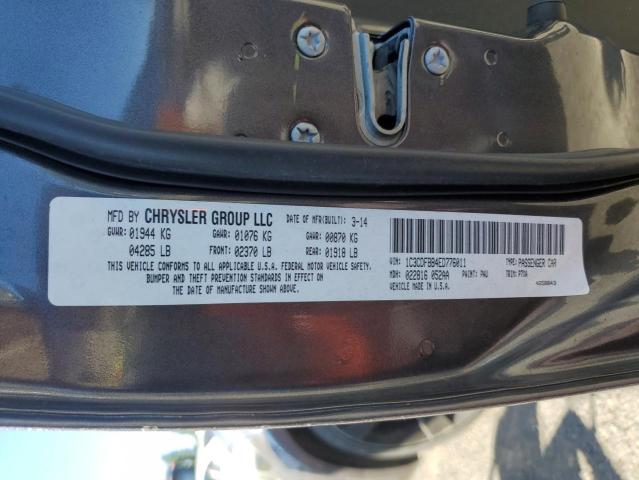 MFD BY CHRYSLER GROUP LLC DATE OF MFR(BUILT): 3-14
GVWR: 01944 KG GAWR: 01076 KG GAWR: 00870 KG
04285 LB FRONT: 02370 LB REAR: 01918 LB
THIS VEHICLE CONFORMS TO ALL APPLICABLE U.S.A. FEDERAL MOTOR VEHICLE SAFETY,
BUMPER AND THEFT PREVENTION STANDARDS IN EFFECT ON
THE DATE OF MANUFACTURE SHOWN ABOVE.
VIN: 1C3CDFBB4ED776011 TYPE: PASSENGER CAR
MDH: 022816 052AA PAINT: PAU TRIM: P7XA
VEHICLE MADE IN U.S.A.